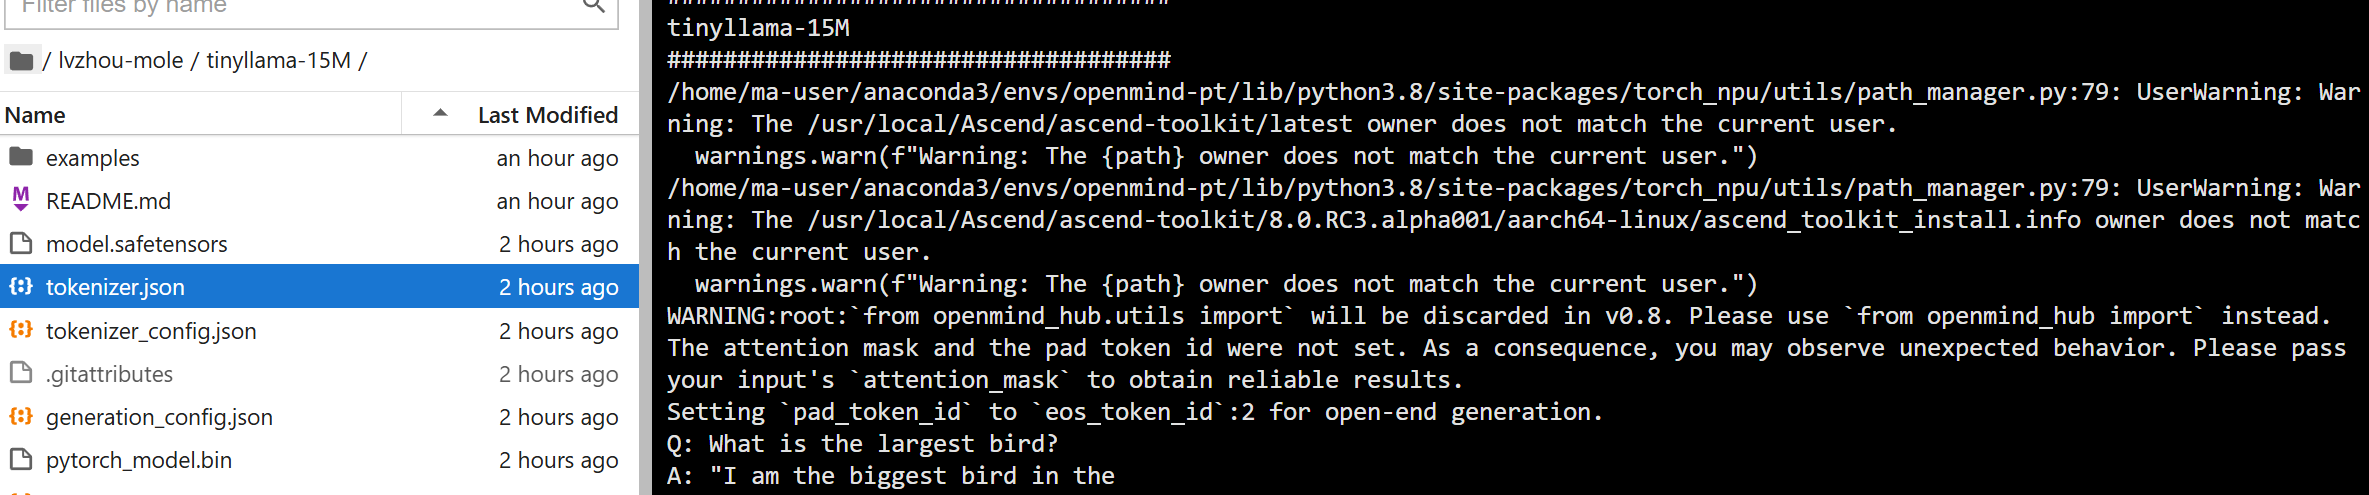 Filter files by name
/ lvzhou-mole / tinyllama-15M /
Name Last Modified
examples an hour ago
README.md an hour ago
model.safetensors 2 hours ago
tokenizer.json 2 hours ago
tokenizer_config.json 2 hours ago
.gitattributes 2 hours ago
generation_config.json 2 hours ago
pytorch_model.bin 2 hours ago
tinyllama-15M
####################################
/home/ma-user/anaconda3/envs/openmind-pt/lib/python3.8/site-packages/torch_npu/utils/path_manager.py:79: UserWarning: War
ning: The /usr/local/Ascend/ascend-toolkit/latest owner does not match the current user.
  warnings.warn(f"Warning: The {path} owner does not match the current user.")
/home/ma-user/anaconda3/envs/openmind-pt/lib/python3.8/site-packages/torch_npu/utils/path_manager.py:79: UserWarning: War
ning: The /usr/local/Ascend/ascend-toolkit/8.0.RC3.alpha001/aarch64-linux/ascend_toolkit_install.info owner does not matc
h the current user.
  warnings.warn(f"Warning: The {path} owner does not match the current user.")
WARNING:root:`from openmind_hub.utils import` will be discarded in v0.8. Please use `from openmind_hub import` instead.
The attention mask and the pad token id were not set. As a consequence, you may observe unexpected behavior. Please pass
your input's `attention_mask` to obtain reliable results.
Setting `pad_token_id` to `eos_token_id`:2 for open-end generation.
Q: What is the largest bird?
A: "I am the biggest bird in the